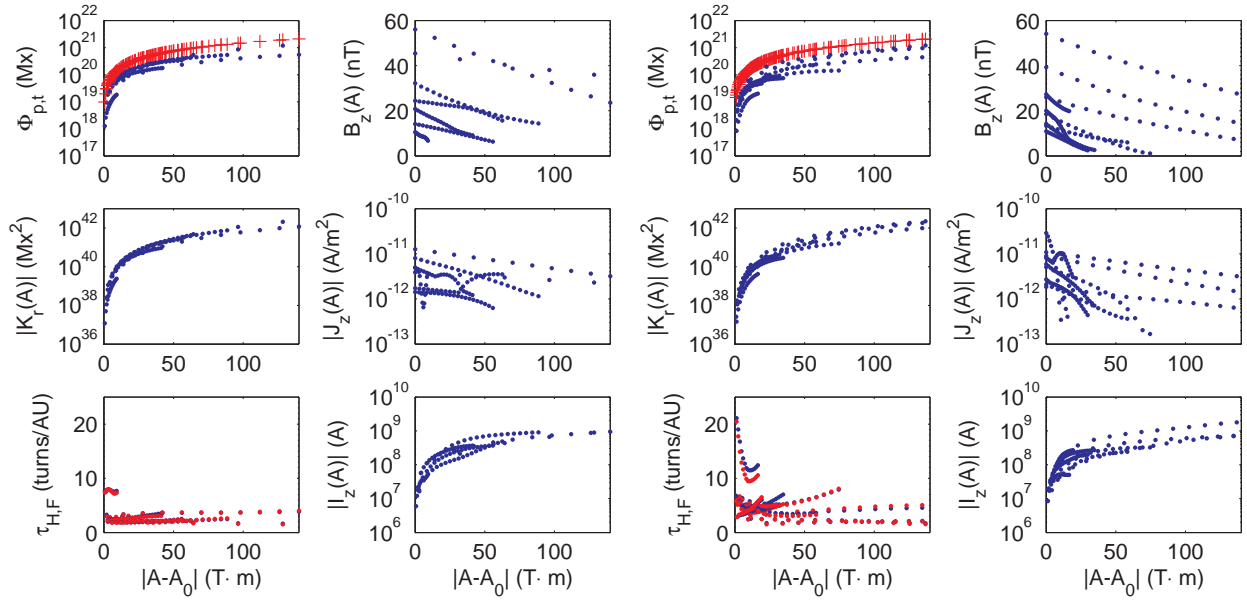 Φp,t (Mx)
10^22
10^21
10^20
10^19
10^18
10^17
0 50 100
Bz(A) (nT)
60
40
20
0
0 50 100
Φp,t (Mx)
10^22
10^21
10^20
10^19
10^18
10^17
0 50 100
Bz(A) (nT)
60
40
20
0
0 50 100
|Kr(A)| (Mx²)
10^42
10^40
10^38
10^36
0 50 100
|Jz(A)| (A/m²)
10^-10
10^-11
10^-12
10^-13
0 50 100
|Kr(A)| (Mx²)
10^42
10^40
10^38
10^36
0 50 100
|Jz(A)| (A/m²)
10^-10
10^-11
10^-12
10^-13
0 50 100
τH,F (turns/AU)
20
10
0
0 50 100
|A-A0| (T· m)
|Iz(A)| (A)
10^10
10^9
10^8
10^7
10^6
0 50 100
|A-A0| (T· m)
τH,F (turns/AU)
20
10
0
0 50 100
|A-A0| (T· m)
|Iz(A)| (A)
10^10
10^9
10^8
10^7
10^6
0 50 100
|A-A0| (T· m)